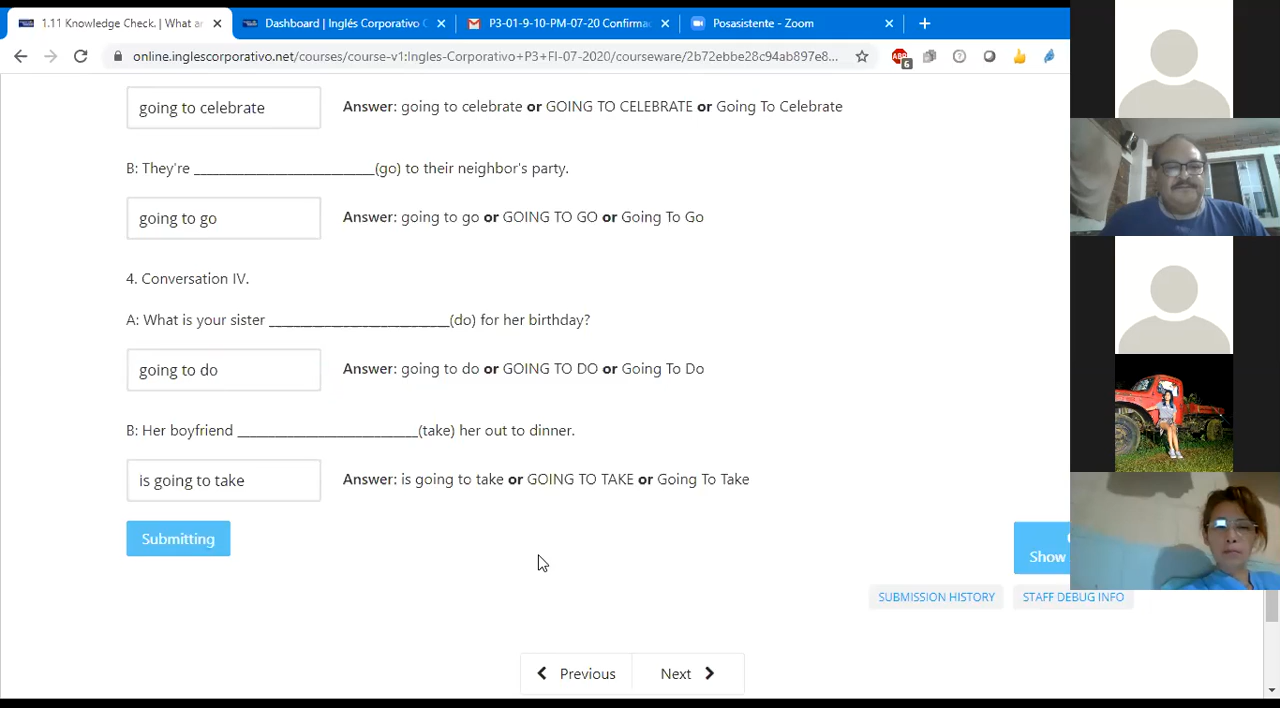 1.11 Knowledge Check. | What ar
Dashboard | Inglés Corporativo C
P3-01-9-10-PM-07-20 Confirma
Posasistente - Zoom
online.inglescorporativo.net/courses/course-v1:Ingles-Corporativo+P3+FI-07-2020/courseware/2b72ebbe28c94ab897e8...
ABP
6
going to celebrate
Answer: going to celebrate or GOING TO CELEBRATE or Going To Celebrate
B: They're ________________________(go) to their neighbor's party.
going to go
Answer: going to go or GOING TO GO or Going To Go
4. Conversation IV.
A: What is your sister ________________________(do) for her birthday?
going to do
Answer: going to do or GOING TO DO or Going To Do
B: Her boyfriend ________________________(take) her out to dinner.
is going to take
Answer: is going to take or GOING TO TAKE or Going To Take
Submitting
Show
SUBMISSION HISTORY
STAFF DEBUG INFO
Previous
Next